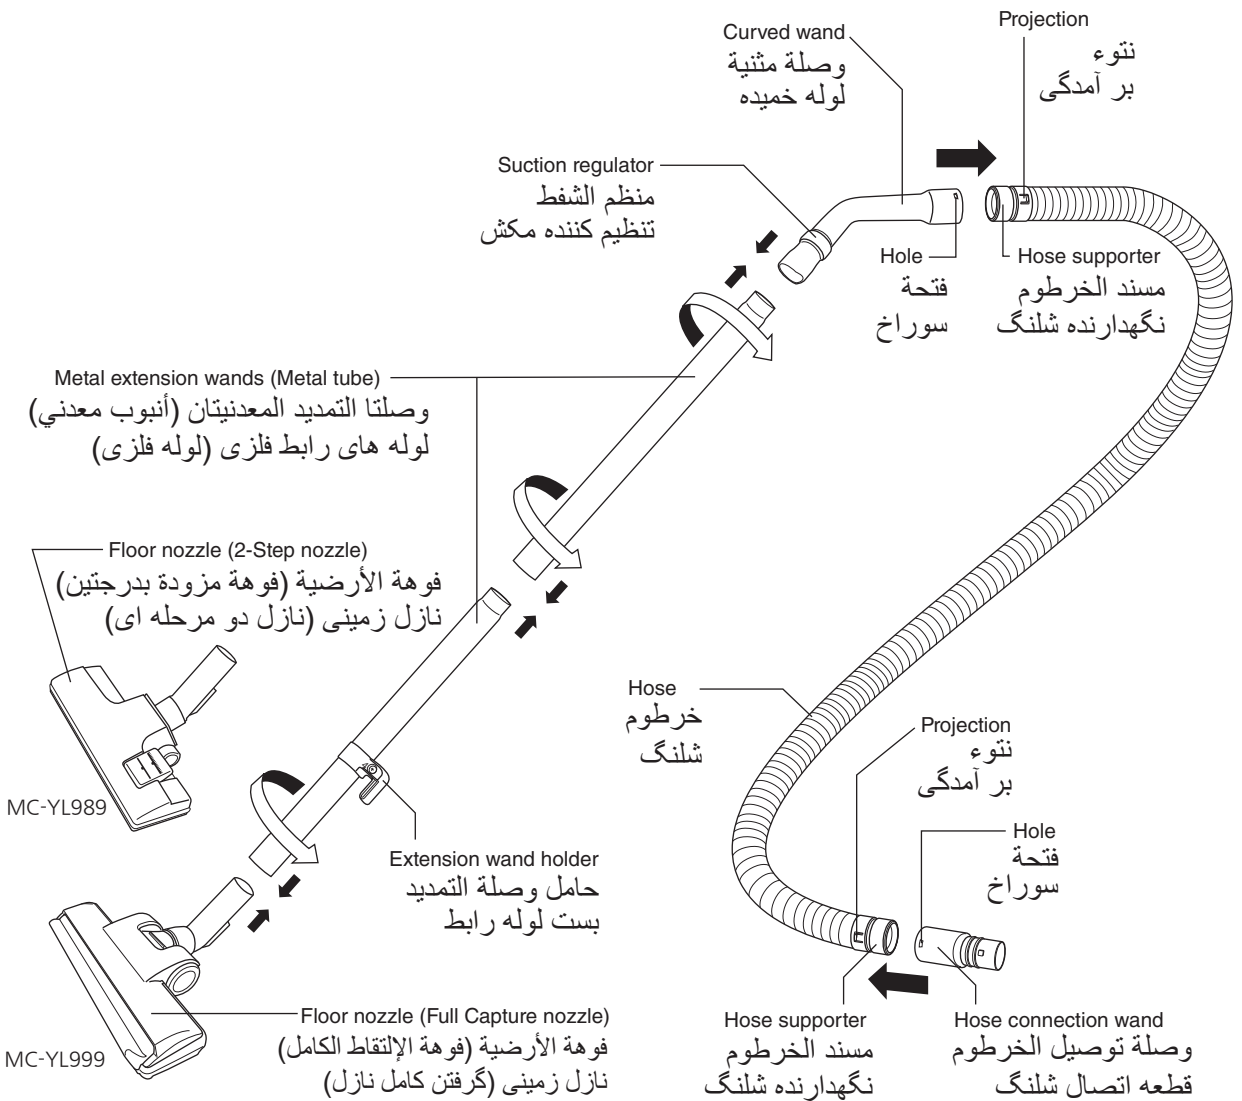 Projection
نتوء
بر آمدگی
Curved wand
وصلة مثنية
لوله خمیده
Suction regulator
منظم الشفط
تنظیم کننده مکش
Hole
فتحة
سوراخ
Hose supporter
مسند الخرطوم
نگهدارنده شلنگ
Metal extension wands (Metal tube)
وصلتا التمديد المعدنيتان (أنبوب معدني)
لوله های رابط فلزی (لوله فلزی)
Floor nozzle (2-Step nozzle)
فوهة الأرضية (فوهة مزودة بدرجتين)
نازل زمینی (نازل دو مرحله ای)
MC-YL989
Hose
خرطوم
شلنگ
Projection
نتوء
بر آمدگی
Hole
فتحة
سوراخ
Extension wand holder
حامل وصلة التمديد
بست لوله رابط
Floor nozzle (Full Capture nozzle)
فوهة الأرضية (فوهة الإلتقاط الكامل)
نازل زمینی (گرفتن کامل نازل)
MC-YL999
Hose supporter
مسند الخرطوم
نگهدارنده شلنگ
Hose connection wand
وصلة توصيل الخرطوم
قطعه اتصال شلنگ